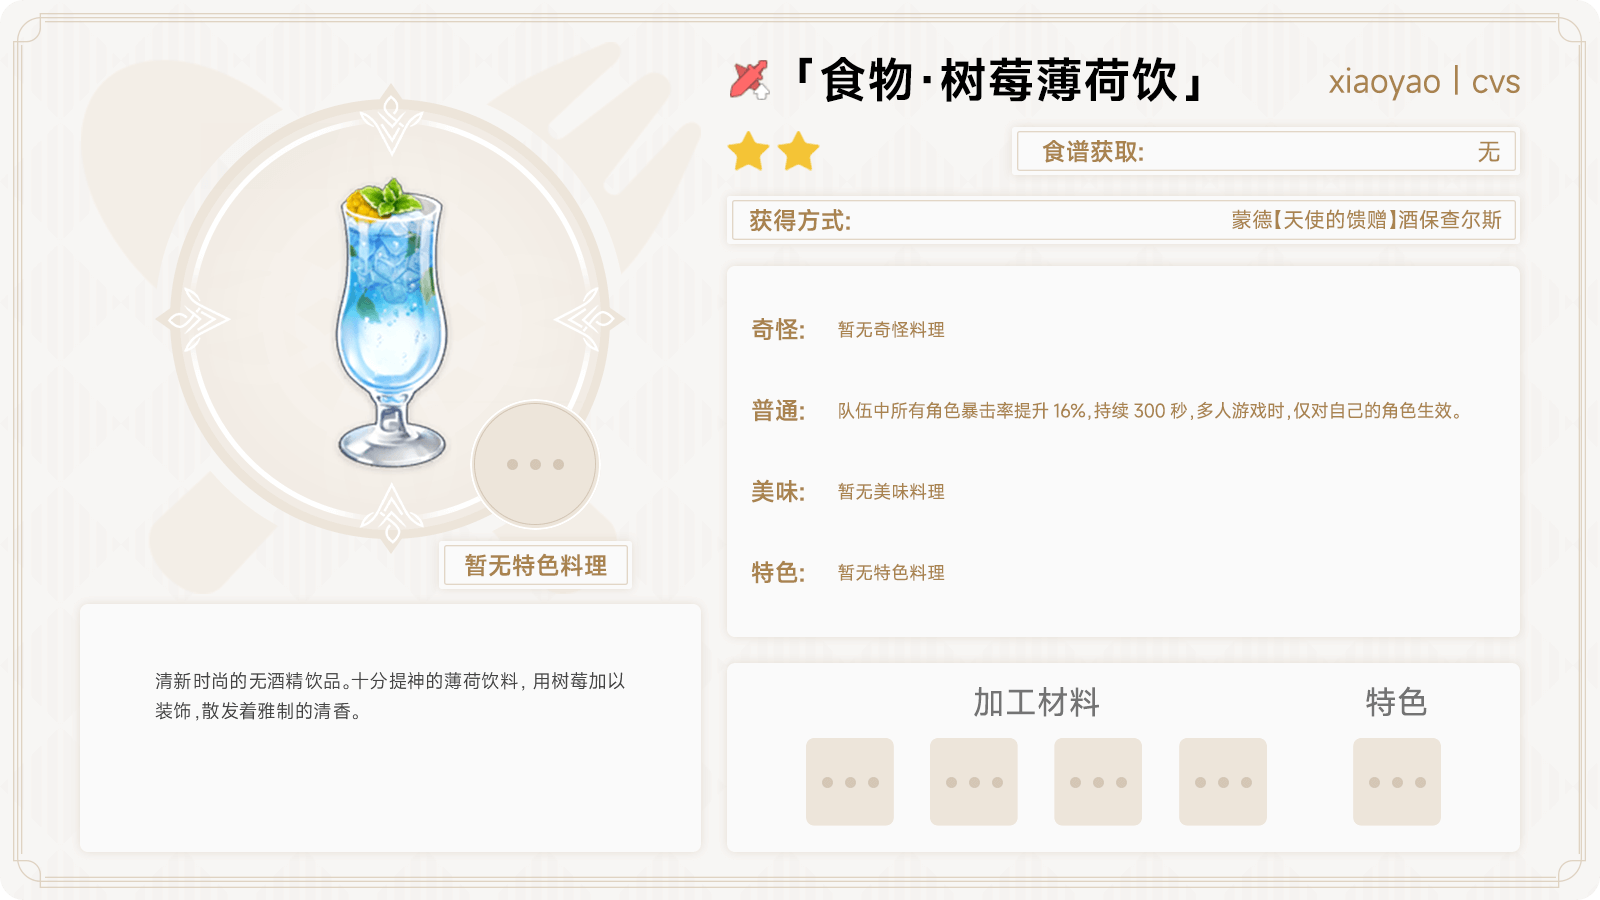 「食物·树莓薄荷饮」
xiaoyao | cvs
食谱获取: 无
获得方式: 蒙德【天使的馈赠】酒保查尔斯
奇怪: 暂无奇怪料理
普通: 队伍中所有角色暴击率提升 16%,持续 300 秒,多人游戏时,仅对自己的角色生效。
美味: 暂无美味料理
特色: 暂无特色料理
暂无特色料理
清新时尚的无酒精饮品。十分提神的薄荷饮料, 用树莓加以
装饰,散发着雅制的清香。
加工材料 特色